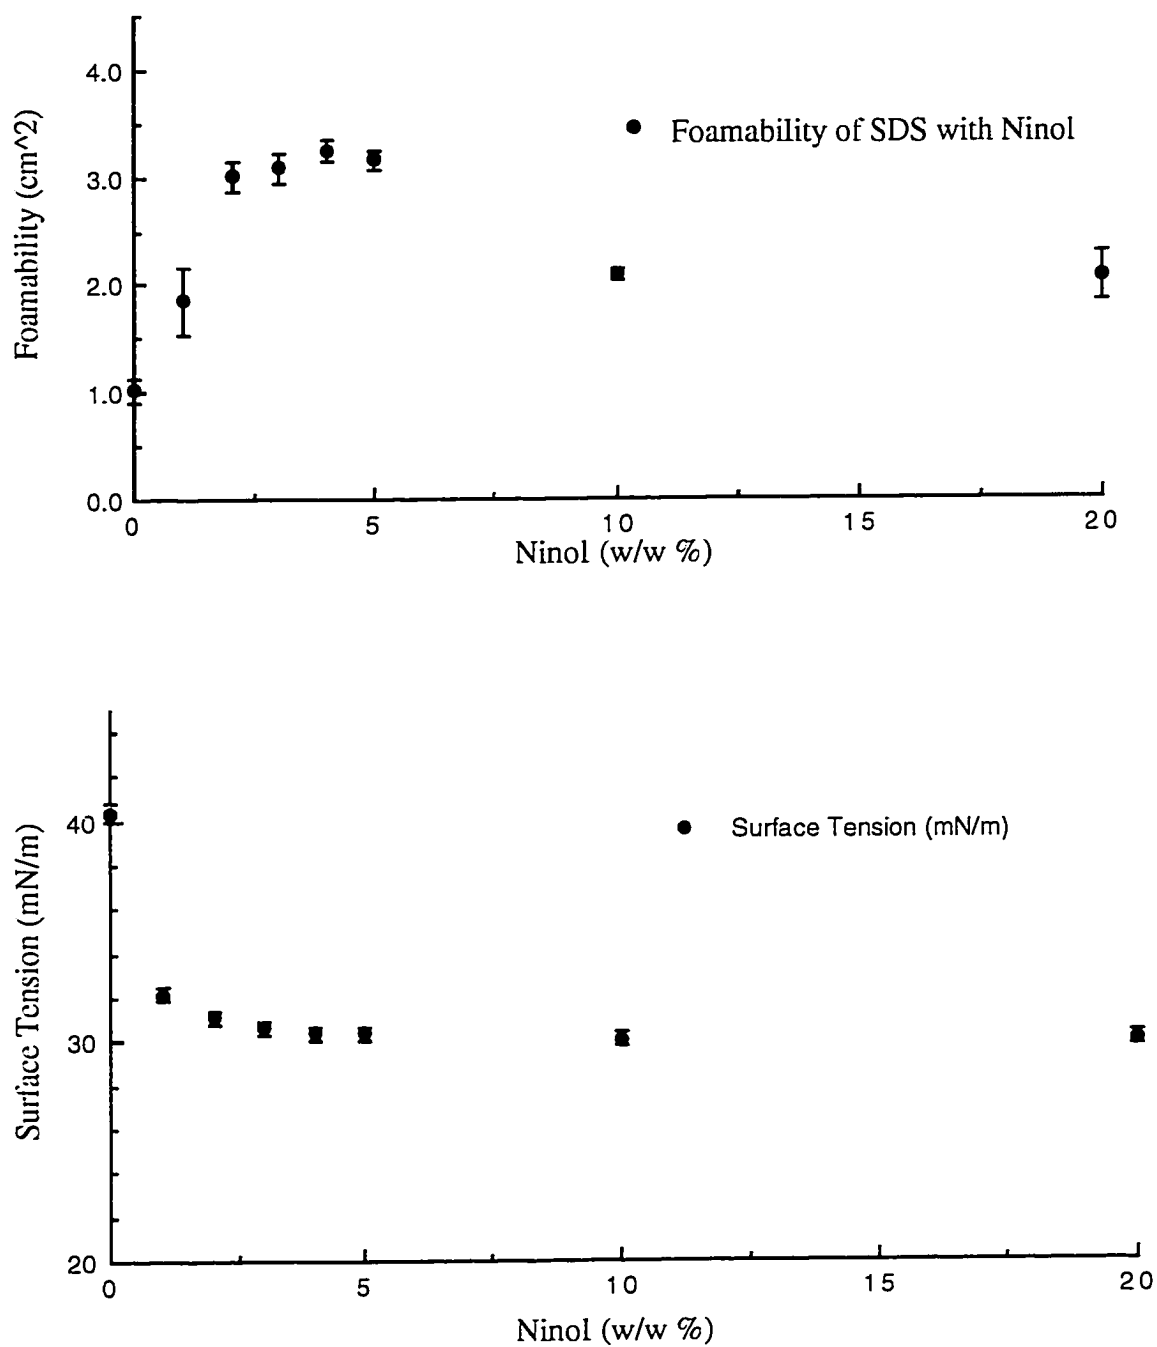 4.0
Foamability (cm^2)
● Foamability of SDS with Ninol
3.0
2.0
1.0
0.0
0 5 10 15 20
Ninol (w/w %)
40
Surface Tension (mN/m)
● Surface Tension (mN/m)
30
20
0 5 10 15 20
Ninol (w/w %)